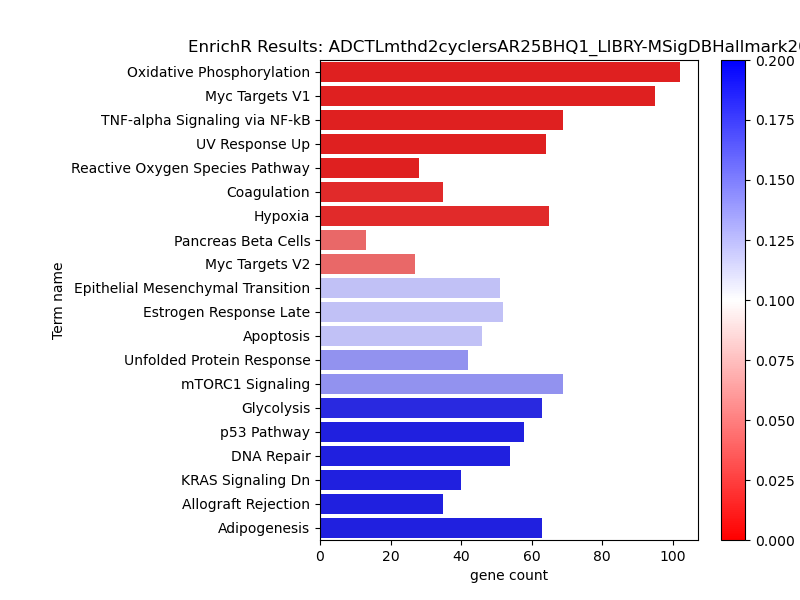 EnrichR Results: ADCTLmthd2cyclersAR25BHQ1_LIBRY-MSigDBHallmark20
Term name
Oxidative Phosphorylation
Myc Targets V1
TNF-alpha Signaling via NF-kB
UV Response Up
Reactive Oxygen Species Pathway
Coagulation
Hypoxia
Pancreas Beta Cells
Myc Targets V2
Epithelial Mesenchymal Transition
Estrogen Response Late
Apoptosis
Unfolded Protein Response
mTORC1 Signaling
Glycolysis
p53 Pathway
DNA Repair
KRAS Signaling Dn
Allograft Rejection
Adipogenesis
0 20 40 60 80 100
gene count
0.200
0.175
0.150
0.125
0.100
0.075
0.050
0.025
0.000